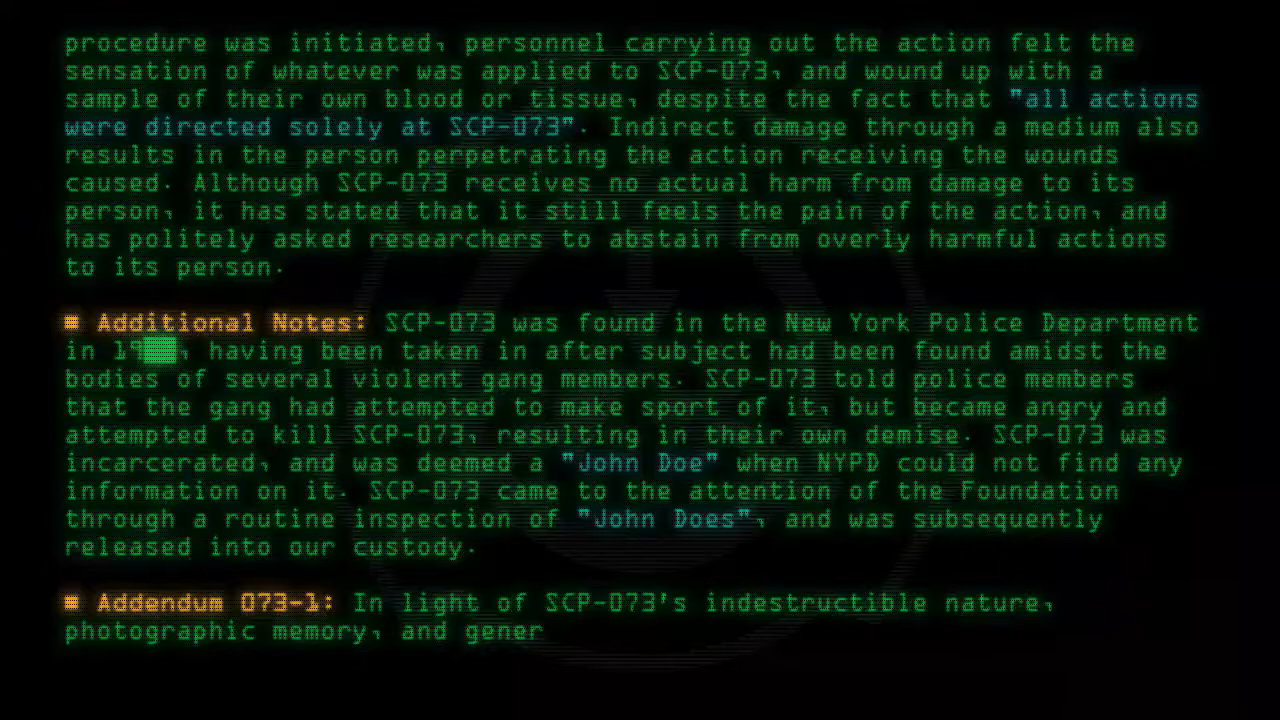 procedure was initiated, personnel carrying out the action felt the
sensation of whatever was applied to SCP-073, and wound up with a
sample of their own blood or tissue, despite the fact that "all actions
were directed solely at SCP-073". Indirect damage through a medium also
results in the person perpetrating the action receiving the wounds
caused. Although SCP-073 receives no actual harm from damage to its
person, it has stated that it still feels the pain of the action, and
has politely asked researchers to abstain from overly harmful actions
to its person.
■ Additional Notes: SCP-073 was found in the New York Police Department
in 19██, having been taken in after subject had been found amidst the
bodies of several violent gang members. SCP-073 told police members
that the gang had attempted to make sport of it, but became angry and
attempted to kill SCP-073, resulting in their own demise. SCP-073 was
incarcerated, and was deemed a "John Doe" when NYPD could not find any
information on it. SCP-073 came to the attention of the Foundation
through a routine inspection of "John Does", and was subsequently
released into our custody.
■ Addendum 073-1: In light of SCP-073's indestructible nature,
photographic memory, and gener